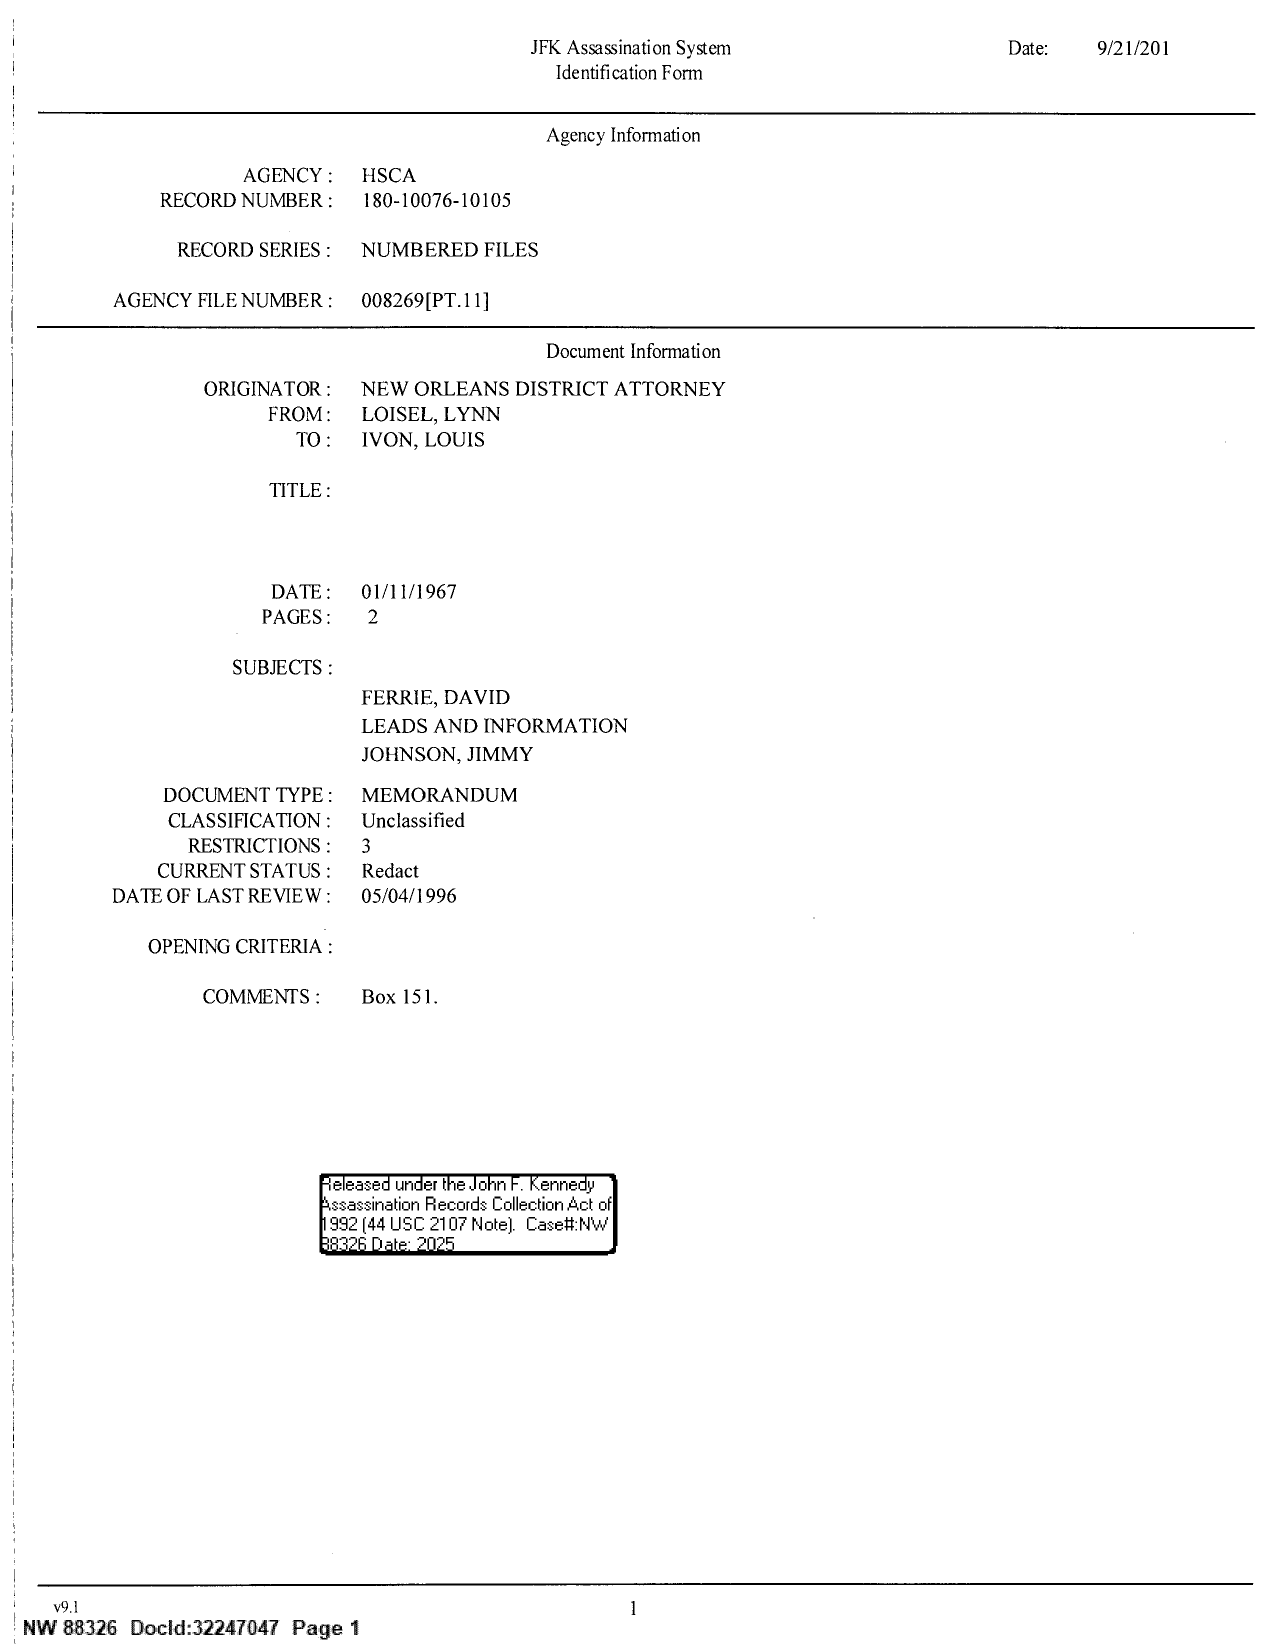 JFK Assassination System
Date: 9/21/201
Identification Form
Agency Information
AGENCY : HSCA
RECORD NUMBER : 180-10076-10105
RECORD SERIES : NUMBERED FILES
AGENCY FILE NUMBER : 008269[PT.11]
Document Information
ORIGINATOR : NEW ORLEANS DISTRICT ATTORNEY
FROM : LOISEL, LYNN
TO : IVON, LOUIS
TITLE :
DATE : 01/11/1967
PAGES : 2
SUBJECTS :
FERRIE, DAVID
LEADS AND INFORMATION
JOHNSON, JIMMY
DOCUMENT TYPE : MEMORANDUM
CLASSIFICATION : Unclassified
RESTRICTIONS : 3
CURRENT STATUS : Redact
DATE OF LAST REVIEW : 05/04/1996
OPENING CRITERIA :
COMMENTS : Box 151.
Released under the John F. Kennedy
Assassination Records Collection Act of
1992 (44 USC 2107 Note). Case#:NW
88326 Date: 2025
v9.1 1
NW 88326 DocId:32247047 Page 1